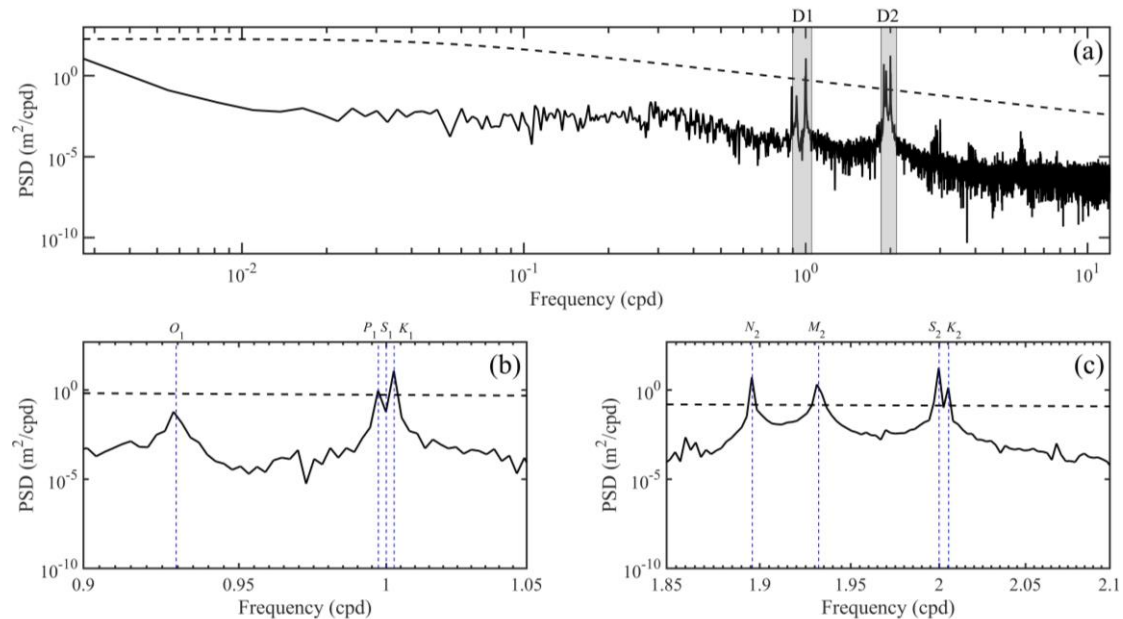 D1 D2
(a)
PSD (m²/cpd)
10⁰
10⁻⁵
10⁻¹⁰
10⁻² 10⁻¹ 10⁰ 10¹
Frequency (cpd)
O₁ P₁ S₁ K₁
(b)
PSD (m²/cpd)
10⁰
10⁻⁵
10⁻¹⁰
0.9 0.95 1 1.05
Frequency (cpd)
N₂ M₂ S₂ K₂
(c)
PSD (m²/cpd)
10⁰
10⁻⁵
10⁻¹⁰
1.85 1.9 1.95 2 2.05 2.1
Frequency (cpd)